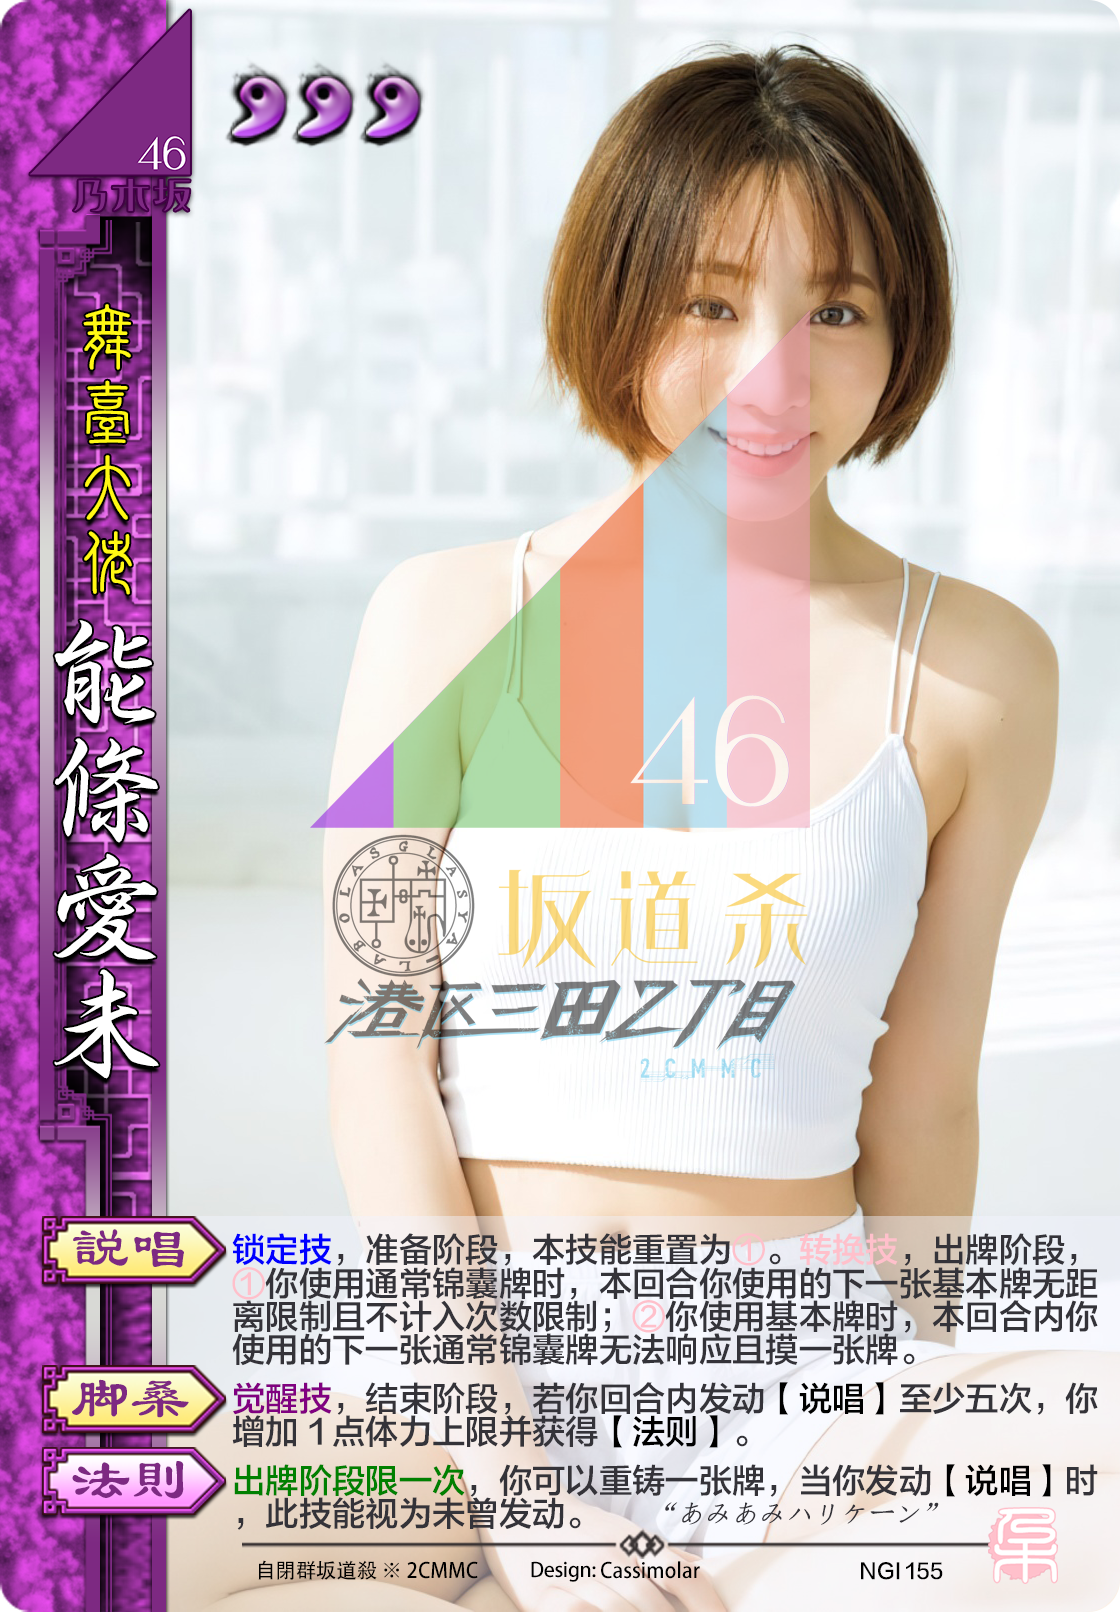 46
乃木坂
舞臺大佬
能條愛未
46
GLASYA LABOLAS
坂道杀
港区三田2丁目
2CMMC
説唱
锁定技，准备阶段，本技能重置为①。转换技，出牌阶段，
①你使用通常锦囊牌时，本回合你使用的下一张基本牌无距
离限制且不计入次数限制；②你使用基本牌时，本回合内你
使用的下一张通常锦囊牌无法响应且摸一张牌。
脚桑
觉醒技，结束阶段，若你回合内发动【说唱】至少五次，你
增加 1点体力上限并获得【法则】。
法則
出牌阶段限一次，你可以重铸一张牌，当你发动【说唱】时
，此技能视为未曾发动。
“あみあみハリケーン”
自閉群坂道殺 ※ 2CMMC Design: Cassimolar NGI155